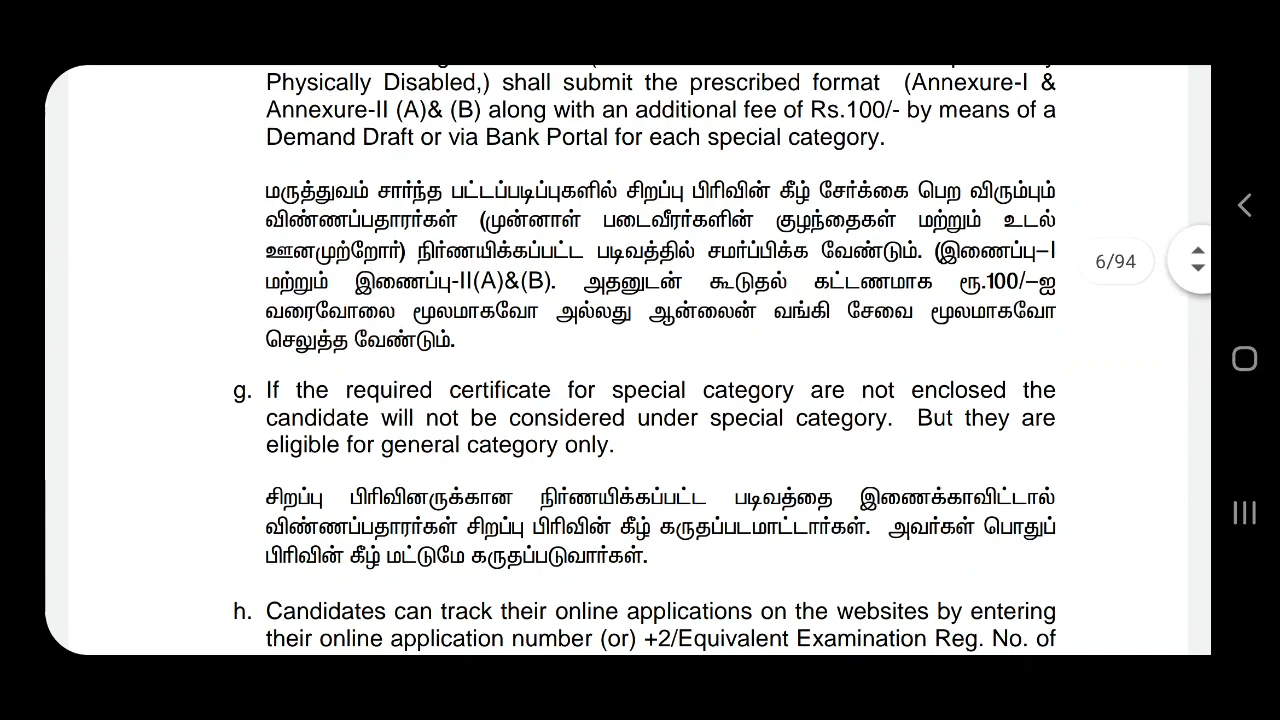 Physically Disabled,) shall submit the prescribed format (Annexure-I &
Annexure-II (A)& (B) along with an additional fee of Rs.100/- by means of a
Demand Draft or via Bank Portal for each special category.
மருத்துவம் சார்ந்த பட்டப்படிப்புகளில் சிறப்பு பிரிவின் கீழ் சேர்க்கை பெற விரும்பும்
விண்ணப்பதாரர்கள் (முன்னாள் படைவீரர்களின் குழந்தைகள் மற்றும் உடல்
ஊனமுற்றோர்) நிர்ணயிக்கப்பட்ட படிவத்தில் சமர்ப்பிக்க வேண்டும். (இணைப்பு–I
மற்றும் இணைப்பு-II(A)&(B). அதனுடன் கூடுதல் கட்டணமாக ரூ.100/–ஐ
வரைவோலை மூலமாகவோ அல்லது ஆன்லைன் வங்கி சேவை மூலமாகவோ
செலுத்த வேண்டும்.
6/94
g. If the required certificate for special category are not enclosed the
candidate will not be considered under special category. But they are
eligible for general category only.
சிறப்பு பிரிவினருக்கான நிர்ணயிக்கப்பட்ட படிவத்தை இணைக்காவிட்டால்
விண்ணப்பதாரர்கள் சிறப்பு பிரிவின் கீழ் கருதப்படமாட்டார்கள். அவர்கள் பொதுப்
பிரிவின் கீழ் மட்டுமே கருதப்படுவார்கள்.
h. Candidates can track their online applications on the websites by entering
their online application number (or) +2/Equivalent Examination Reg. No. of